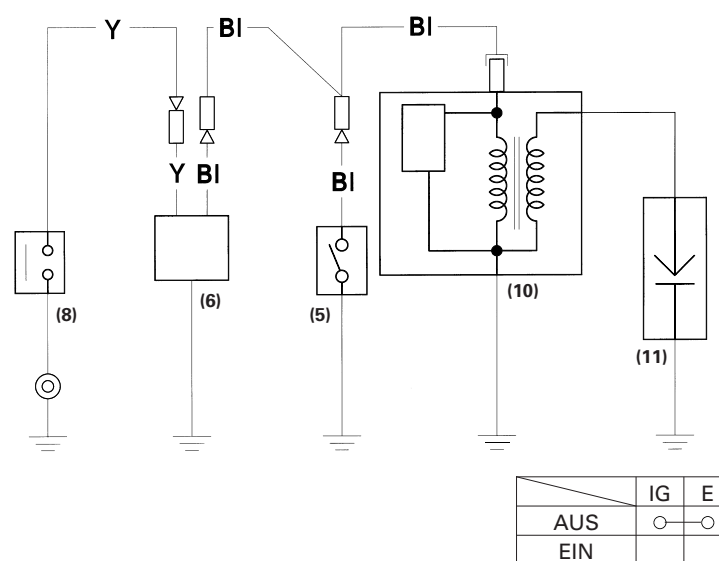 Y
Bl
Bl
Y Bl
Bl
(8)
(6)
(5)
(10)
(11)
IG E
AUS
EIN